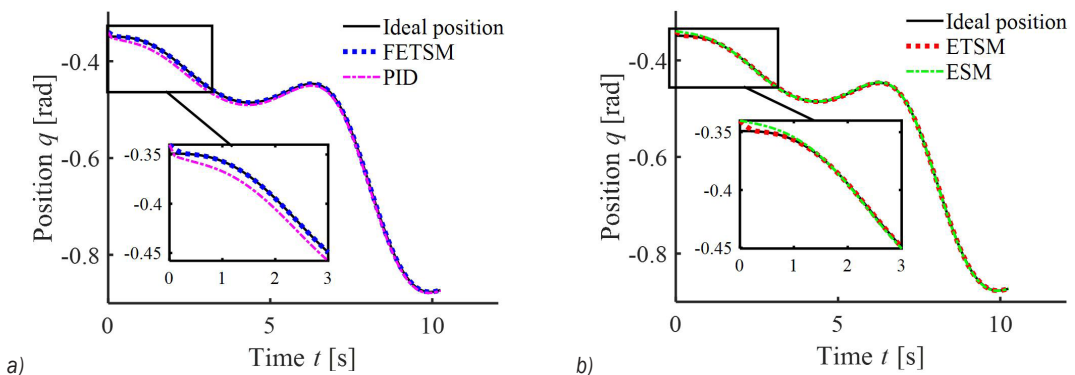 Ideal position
FETSM
PID
-0.4
-0.6
-0.8
Position q [rad]
-0.35
-0.4
-0.45
0 1 2 3
0 5 10
Time t [s]
a)
Ideal position
ETSM
ESM
-0.4
-0.6
-0.8
Position q [rad]
-0.35
-0.4
-0.45
0 1 2 3
0 5 10
Time t [s]
b)